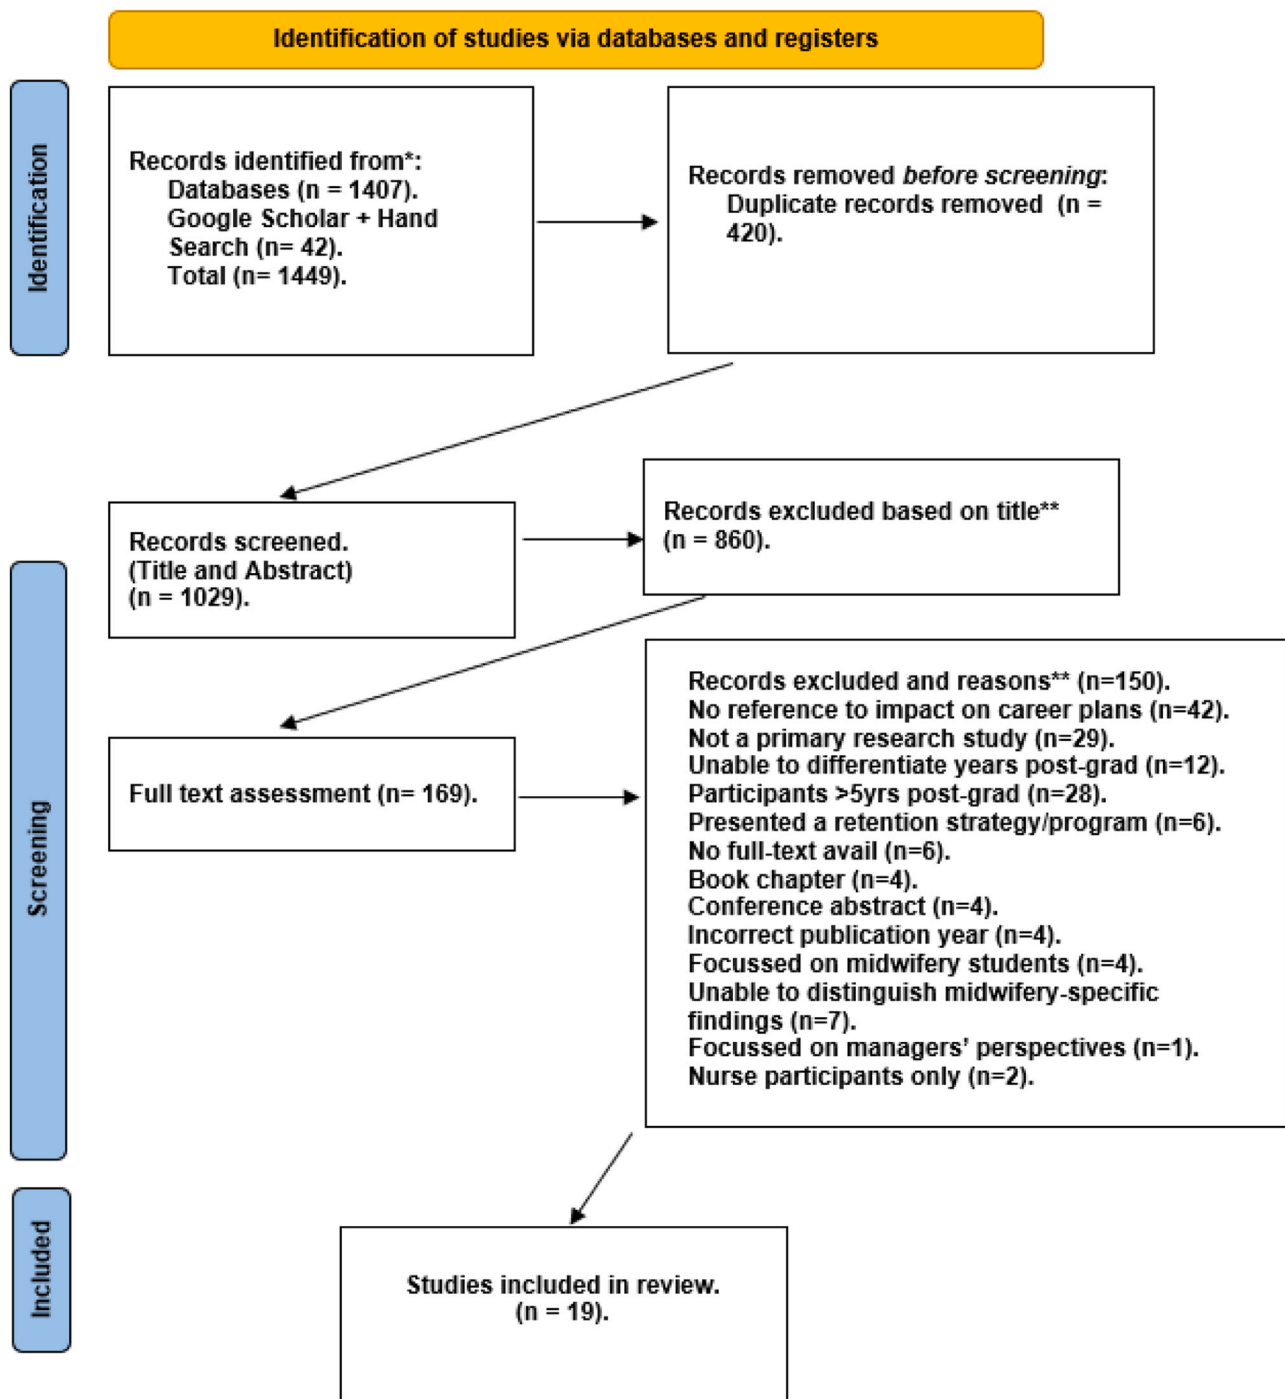 Identification of studies via databases and registers
Identification
Records identified from*:
Databases (n = 1407).
Google Scholar + Hand
Search (n= 42).
Total (n= 1449).
Records removed before screening:
Duplicate records removed (n =
420).
Screening
Records screened.
(Title and Abstract)
(n = 1029).
Records excluded based on title**
(n = 860).
Full text assessment (n= 169).
Records excluded and reasons** (n=150).
No reference to impact on career plans (n=42).
Not a primary research study (n=29).
Unable to differentiate years post-grad (n=12).
Participants >5yrs post-grad (n=28).
Presented a retention strategy/program (n=6).
No full-text avail (n=6).
Book chapter (n=4).
Conference abstract (n=4).
Incorrect publication year (n=4).
Focussed on midwifery students (n=4).
Unable to distinguish midwifery-specific
findings (n=7).
Focussed on managers’ perspectives (n=1).
Nurse participants only (n=2).
Included
Studies included in review.
(n = 19).